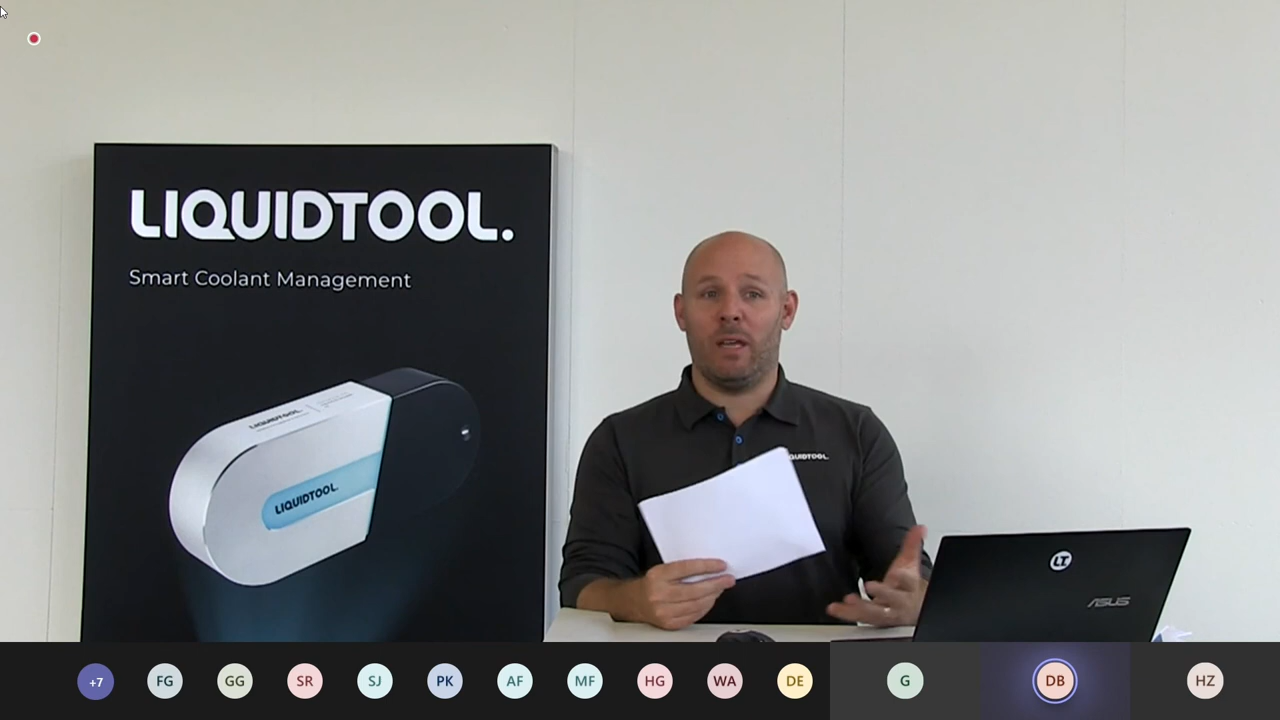 LIQUIDTOOL.
Smart Coolant Management
LIQUIDTOOL.
LIQUIDTOOL.
LIQUIDTOOL.
LT
ASUS
+7
FG
GG
SR
SJ
PK
AF
MF
HG
WA
DE
G
DB
HZ